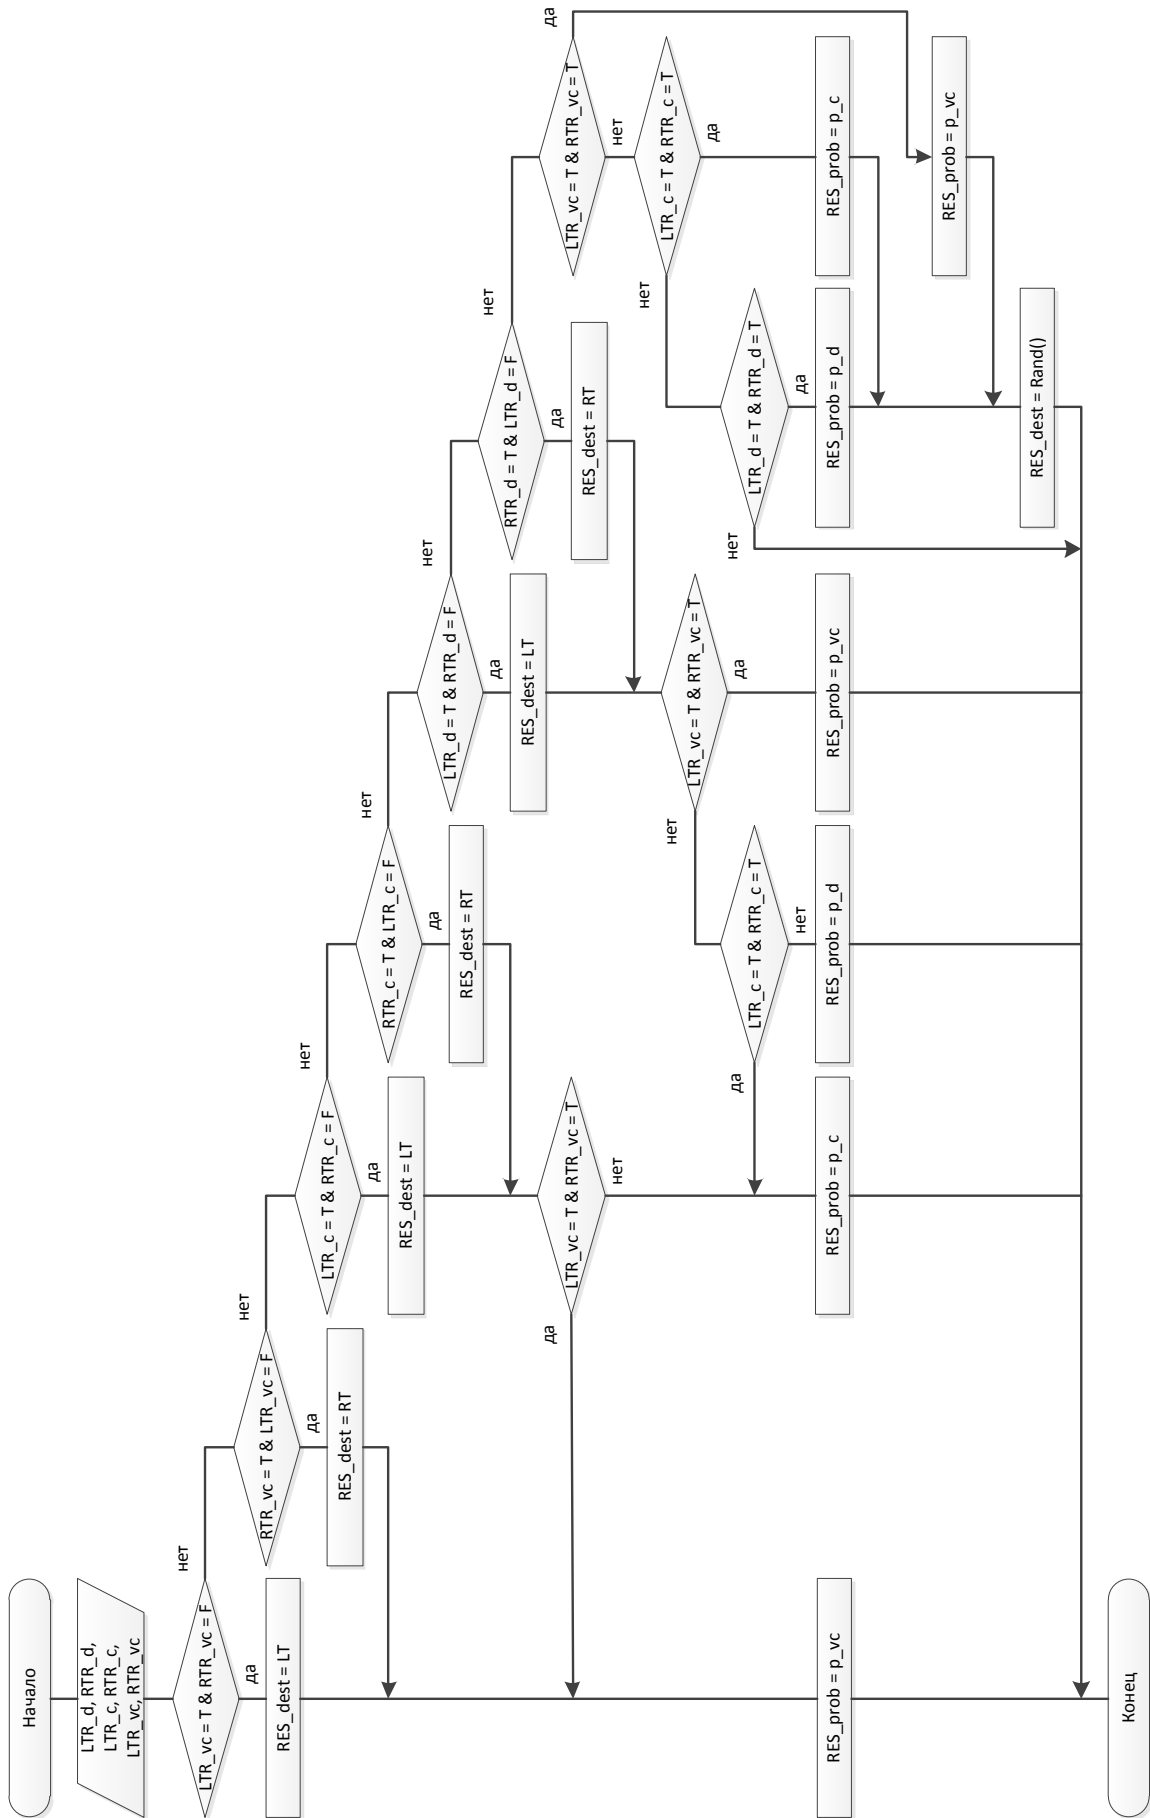 Начало
LTR_d, RTR_d,
LTR_c, RTR_c,
LTR_vc, RTR_vc
LTR_vc = T & RTR_vc = F
да
нет
RES_dest = LT
RTR_vc = T & LTR_vc = F
да
нет
RES_dest = RT
LTR_c = T & RTR_c = F
да
нет
RES_dest = LT
RTR_c = T & LTR_c = F
да
нет
RES_dest = RT
LTR_d = T & RTR_d = F
да
нет
RES_dest = LT
RTR_d = T & LTR_d = F
да
нет
RES_dest = RT
LTR_vc = T & RTR_vc = T
да
нет
LTR_c = T & RTR_c = T
да
нет
LTR_d = T & RTR_d = T
да
нет
LTR_vc = T & RTR_vc = T
да
нет
LTR_vc = T & RTR_vc = T
да
нет
LTR_c = T & RTR_c = T
да
нет
RES_prob = p_vc
RES_prob = p_c
RES_prob = p_d
RES_prob = p_vc
RES_prob = p_d
RES_prob = p_c
RES_prob = p_vc
RES_dest = Rand()
Конец